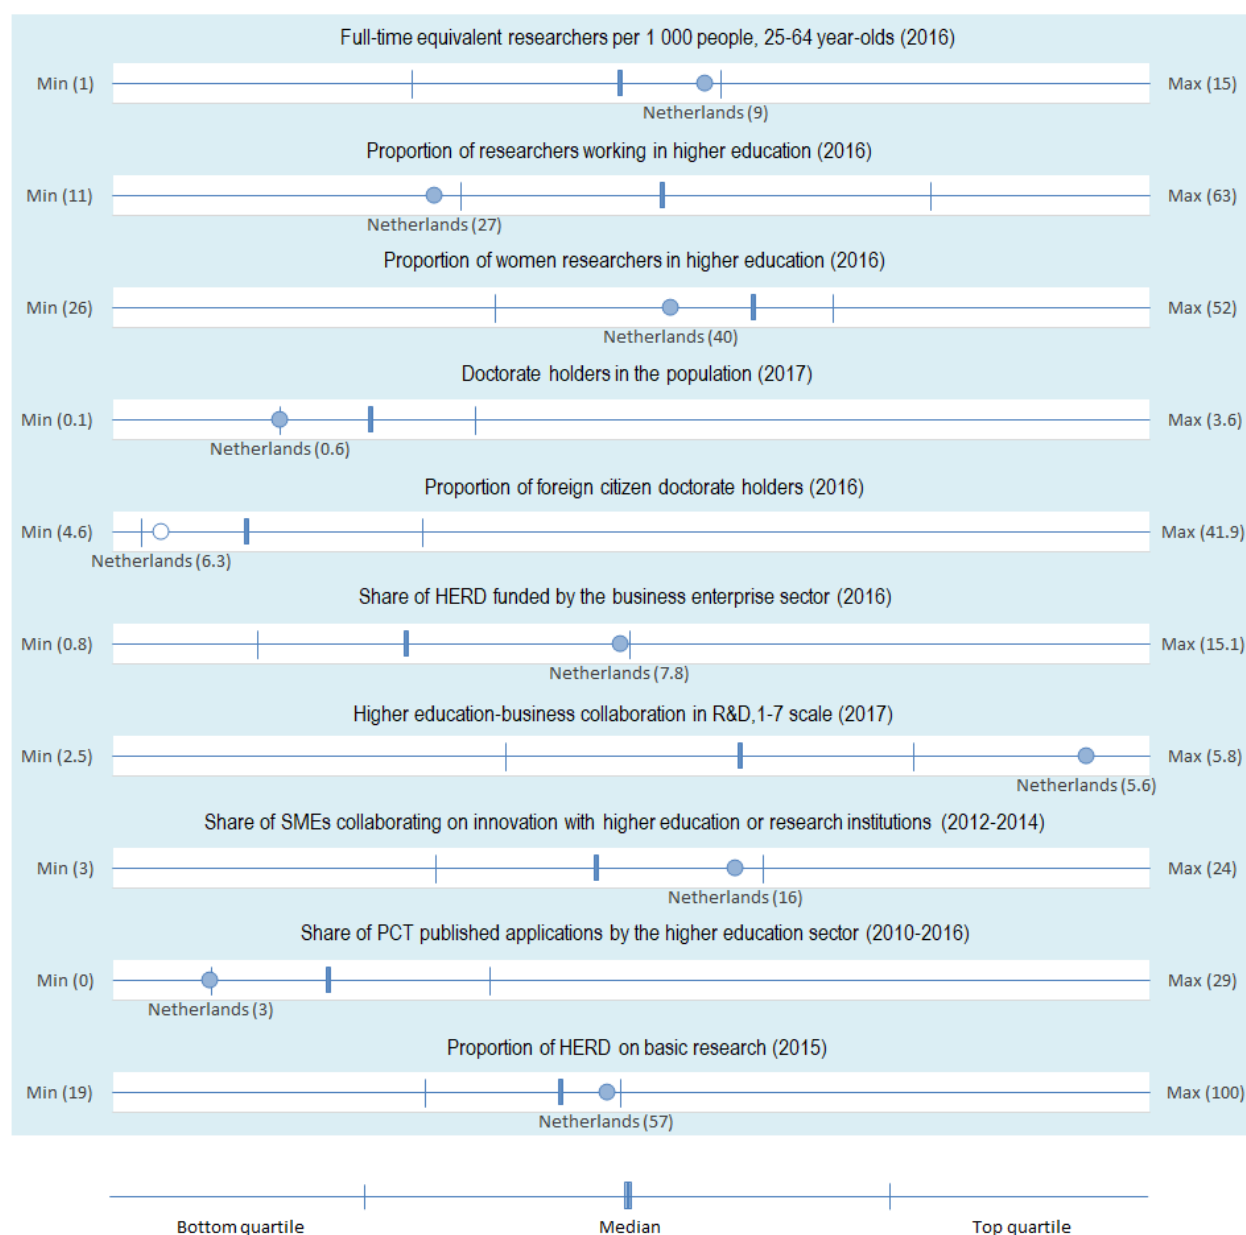 Full-time equivalent researchers per 1 000 people, 25-64 year-olds (2016)
Min (1)
Max (15)
Netherlands (9)
Proportion of researchers working in higher education (2016)
Min (11)
Max (63)
Netherlands (27)
Proportion of women researchers in higher education (2016)
Min (26)
Max (52)
Netherlands (40)
Doctorate holders in the population (2017)
Min (0.1)
Max (3.6)
Netherlands (0.6)
Proportion of foreign citizen doctorate holders (2016)
Min (4.6)
Max (41.9)
Netherlands (6.3)
Share of HERD funded by the business enterprise sector (2016)
Min (0.8)
Max (15.1)
Netherlands (7.8)
Higher education-business collaboration in R&D,1-7 scale (2017)
Min (2.5)
Max (5.8)
Netherlands (5.6)
Share of SMEs collaborating on innovation with higher education or research institutions (2012-2014)
Min (3)
Max (24)
Netherlands (16)
Share of PCT published applications by the higher education sector (2010-2016)
Min (0)
Max (29)
Netherlands (3)
Proportion of HERD on basic research (2015)
Min (19)
Max (100)
Netherlands (57)
Bottom quartile
Median
Top quartile